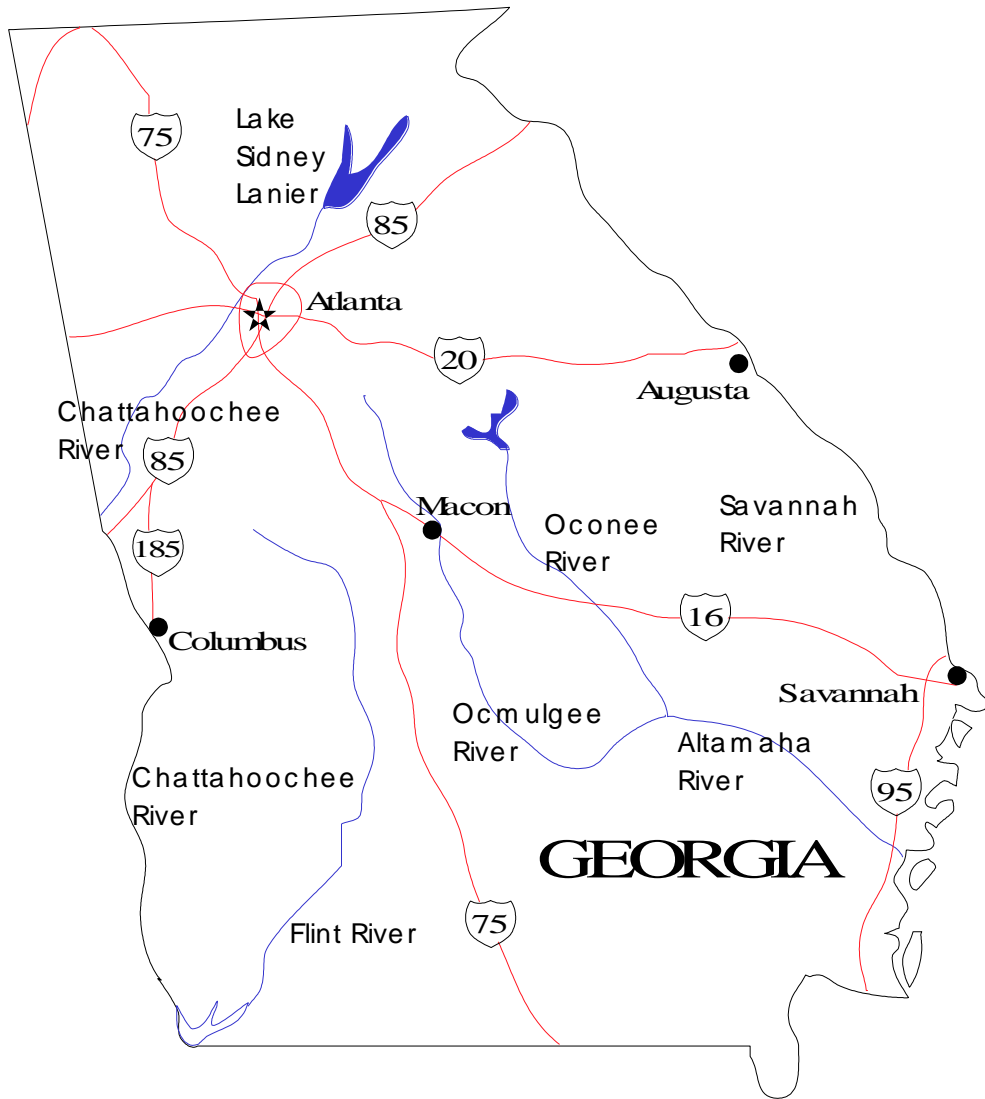 75
Lake
Sidney
Lanier
85
Atlanta
20
Augusta
Chattahoochee
River
85
Macon
Oconee
River
Savannah
River
185
16
Columbus
Savannah
Ocmulgee
River
Altamaha
River
Chattahoochee
River
95
GEORGIA
Flint River
75